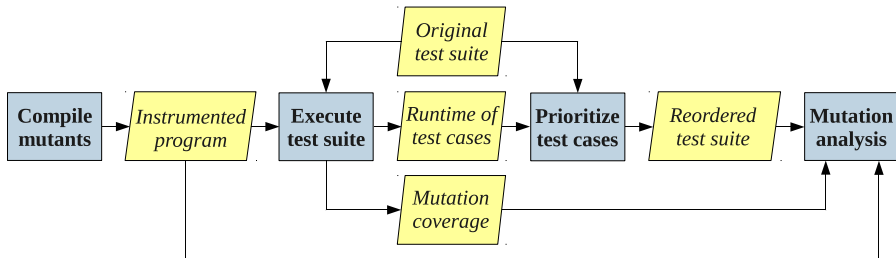 Original
test suite
Compile
mutants
Instrumented
program
Execute
test suite
Runtime of
test cases
Prioritize
test cases
Reordered
test suite
Mutation
analysis
Mutation
coverage